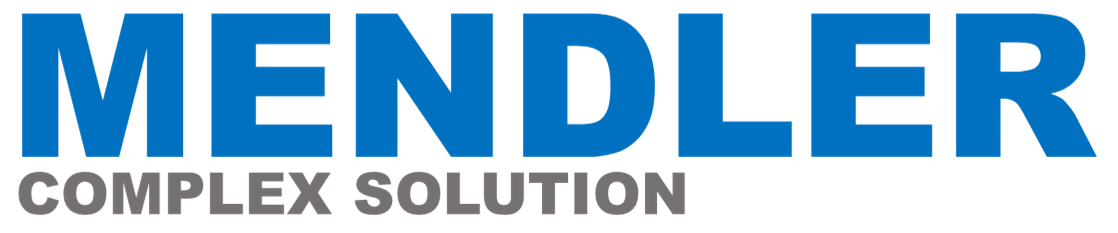 MENDLER
COMPLEX SOLUTION